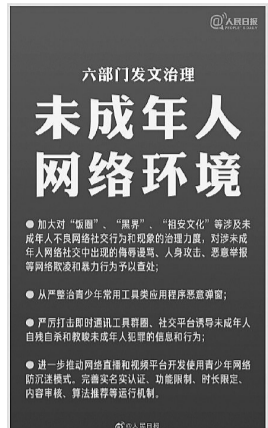 @人民日报
PEOPLE'S DAILY
六部门发文治理
未成年人
网络环境
● 加大对“饭圈”、“黑界”、“祖安文化”等涉及未
成年人不良网络社交行为和现象的治理力度，对涉未成
年人网络社交中出现的侮辱谩骂、人身攻击、恶意举报
等网络欺凌和暴力行为予以查处；
● 从严整治青少年常用工具类应用程序恶意弹窗；
● 严厉打击即时通讯工具群圈、社交平台诱导未成年人
自残自杀和教唆未成年人犯罪的信息和行为；
● 进一步推动网络直播和视频平台开发使用青少年网络
防沉迷模式。完善实名实人验证、功能限制、时长限定、
内容审核、算法推荐等运行机制。
@人民日报